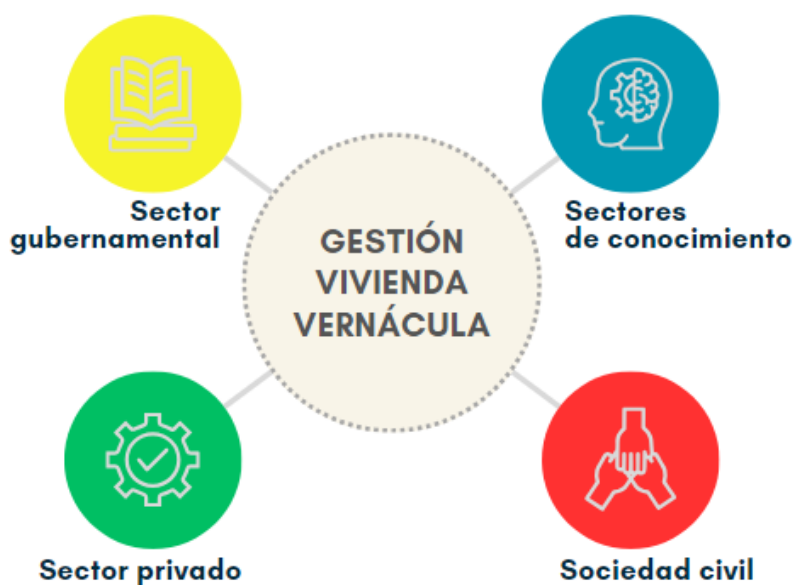 Sector
gubernamental
Sectores
de conocimiento
GESTIÓN
VIVIENDA
VERNÁCULA
Sector privado
Sociedad civil